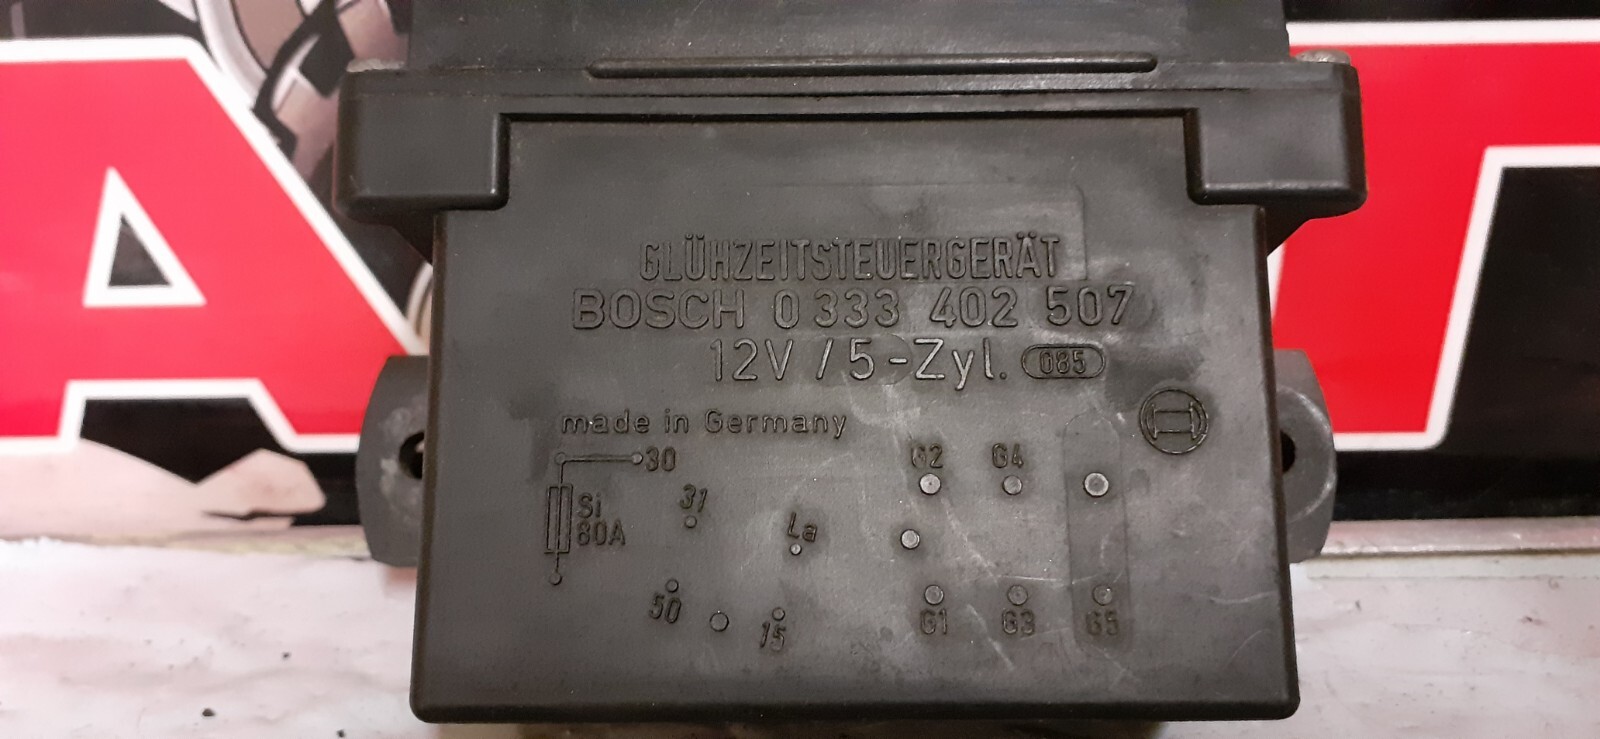 GLÜHZEITSTEUERGERÄT
BOSCH 0 333 402 507
12V / 5-Zyl. 085
made in Germany
30
Si
80A
31
La
50
15
G2 G4
G1 G3 G5